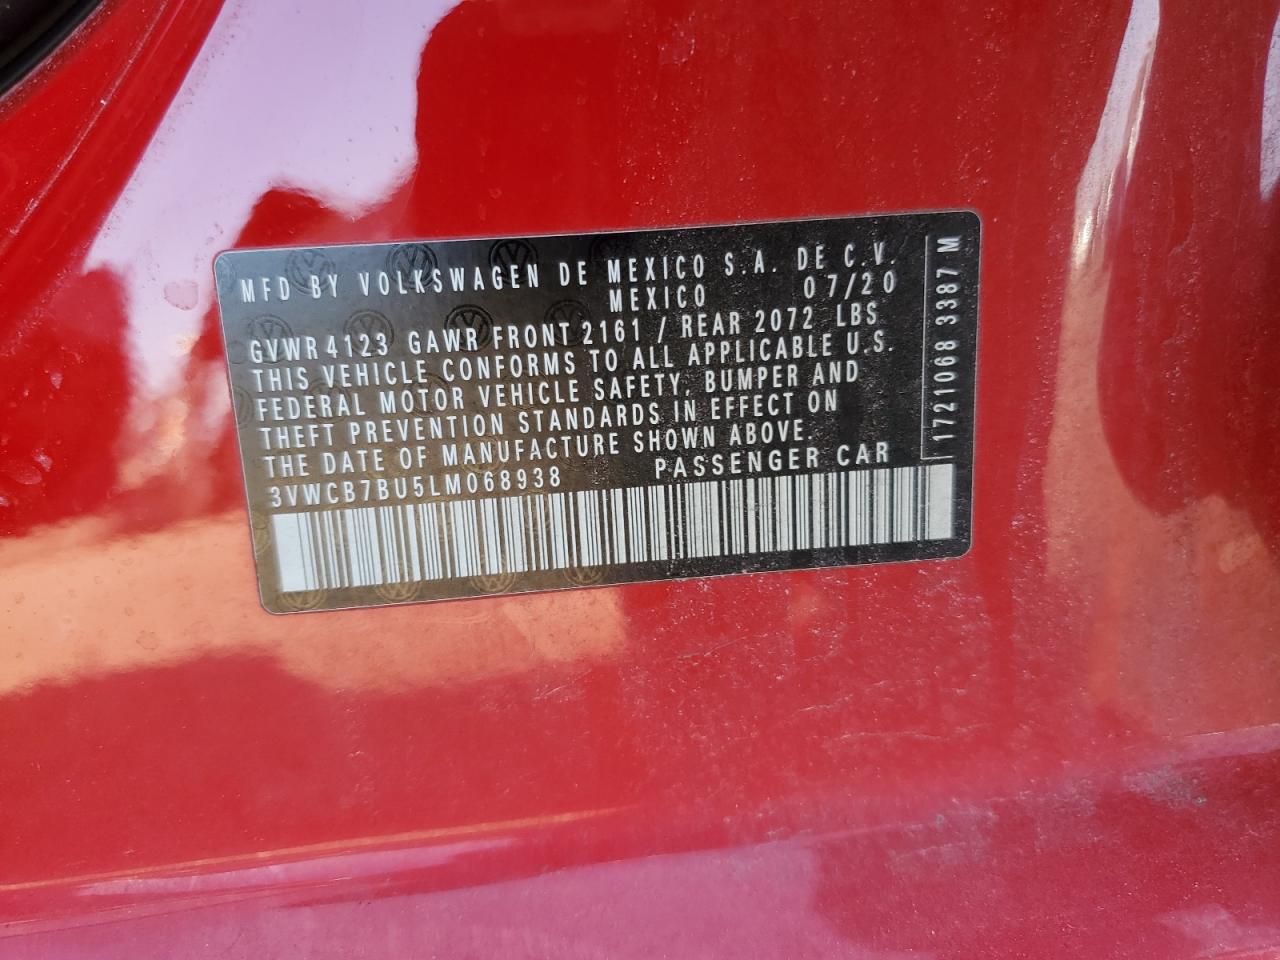 MFD BY VOLKSWAGEN DE MEXICO S.A. DE C.V.
MEXICO 07/20
GVWR 4123 GAWR FRONT 2161 / REAR 2072 LBS
THIS VEHICLE CONFORMS TO ALL APPLICABLE U.S.
FEDERAL MOTOR VEHICLE SAFETY, BUMPER AND
THEFT PREVENTION STANDARDS IN EFFECT ON
THE DATE OF MANUFACTURE SHOWN ABOVE.
3VWCB7BU5LM068938 PASSENGER CAR
1721068 3387 M